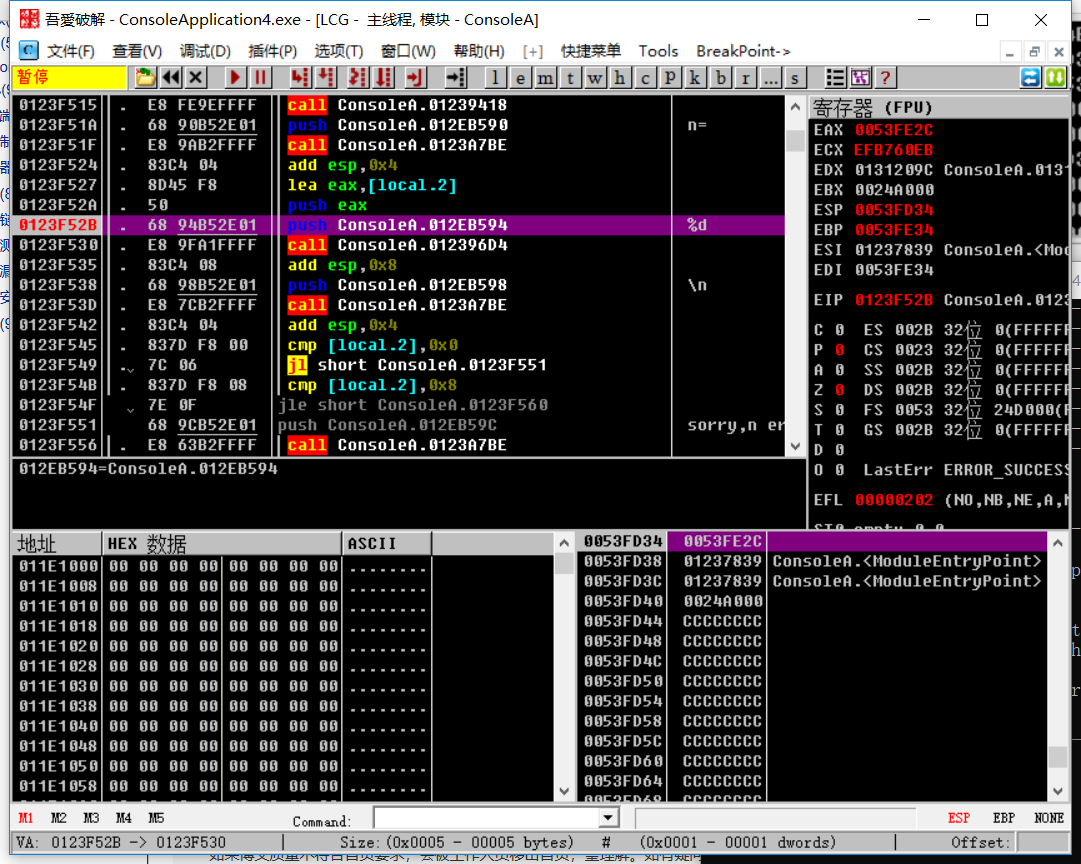 吾愛破解 - ConsoleApplication4.exe - [LCG - 主线程, 模块 - ConsoleA]
文件(F) 查看(V) 调试(D) 插件(P) 选项(T) 窗口(W) 帮助(H) [+] 快捷菜单 Tools BreakPoint->
暂停 l e m t w h c P k b r ... s ?
0123F515 . E8 FE9EFFFF call ConsoleA.01239418
0123F51A . 68 90B52E01 push ConsoleA.012EB590 n=
0123F51F . E8 9AB2FFFF call ConsoleA.0123A7BE
0123F524 . 83C4 04 add esp,0x4
0123F527 . 8D45 F8 lea eax,[local.2]
0123F52A . 50 push eax
0123F52B . 68 94B52E01 push ConsoleA.012EB594 %d
0123F530 . E8 9FA1FFFF call ConsoleA.012396D4
0123F535 . 83C4 08 add esp,0x8
0123F538 . 68 98B52E01 push ConsoleA.012EB598 \n
0123F53D . E8 7CB2FFFF call ConsoleA.0123A7BE
0123F542 . 83C4 04 add esp,0x4
0123F545 . 837D F8 00 cmp [local.2],0x0
0123F549 . 7C 06 jl short ConsoleA.0123F551
0123F54B . 837D F8 08 cmp [local.2],0x8
0123F54F 7E 0F jle short ConsoleA.0123F560
0123F551 68 9CB52E01 push ConsoleA.012EB59C sorry,n er
0123F556 . E8 63B2FFFF call ConsoleA.0123A7BE
012EB594=ConsoleA.012EB594
寄存器 (FPU)
EAX 0053FE2C
ECX EFB760EB
EDX 0131209C ConsoleA.0131
EBX 0024A000
ESP 0053FD34
EBP 0053FE34
ESI 01237839 ConsoleA.<Mod
EDI 0053FE34
EIP 0123F52B ConsoleA.0123
C 0 ES 002B 32位 0(FFFFFF
P 0 CS 0023 32位 0(FFFFFF
A 0 SS 002B 32位 0(FFFFFF
Z 0 DS 002B 32位 0(FFFFFF
S 0 FS 0053 32位 24D000(F
T 0 GS 002B 32位 0(FFFFFF
D 0
O 0 LastErr ERROR_SUCCESS
EFL 00000202 (NO,NB,NE,A,N
ST0 empty 0.0
地址 HEX 数据 ASCII
011E1000 00 00 00 00 00 00 00 00 ........
011E1008 00 00 00 00 00 00 00 00 ........
011E1010 00 00 00 00 00 00 00 00 ........
011E1018 00 00 00 00 00 00 00 00 ........
011E1020 00 00 00 00 00 00 00 00 ........
011E1028 00 00 00 00 00 00 00 00 ........
011E1030 00 00 00 00 00 00 00 00 ........
011E1038 00 00 00 00 00 00 00 00 ........
011E1040 00 00 00 00 00 00 00 00 ........
011E1048 00 00 00 00 00 00 00 00 ........
011E1050 00 00 00 00 00 00 00 00 ........
011E1058 00 00 00 00 00 00 00 00 ........
0053FD34 0053FE2C
0053FD38 01237839 ConsoleA.<ModuleEntryPoint>
0053FD3C 01237839 ConsoleA.<ModuleEntryPoint>
0053FD40 0024A000
0053FD44 CCCCCCCC
0053FD48 CCCCCCCC
0053FD4C CCCCCCCC
0053FD50 CCCCCCCC
0053FD54 CCCCCCCC
0053FD58 CCCCCCCC
0053FD5C CCCCCCCC
0053FD60 CCCCCCCC
0053FD64 CCCCCCCC
0053FD68 CCCCCCCC
M1 M2 M3 M4 M5 Command: ESP EBP NONE
VA: 0123F52B -> 0123F530 Size:(0x0005 - 00005 bytes) # (0x0001 - 00001 dwords) Offset: